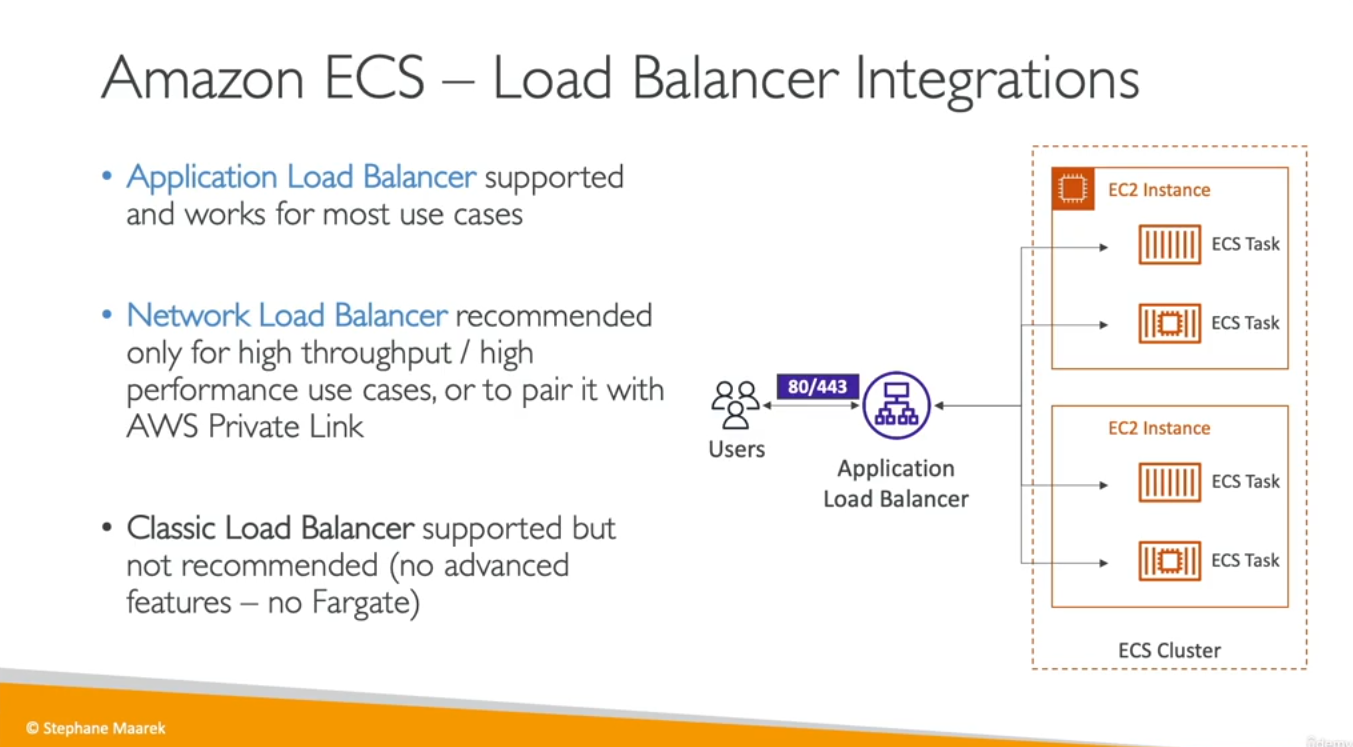 Amazon ECS – Load Balancer Integrations
• Application Load Balancer supported
and works for most use cases
• Network Load Balancer recommended
only for high throughput / high
performance use cases, or to pair it with
AWS Private Link
• Classic Load Balancer supported but
not recommended (no advanced
features – no Fargate)
Users
80/443
Application
Load Balancer
EC2 Instance
ECS Task
ECS Task
EC2 Instance
ECS Task
ECS Task
ECS Cluster
© Stephane Maarek